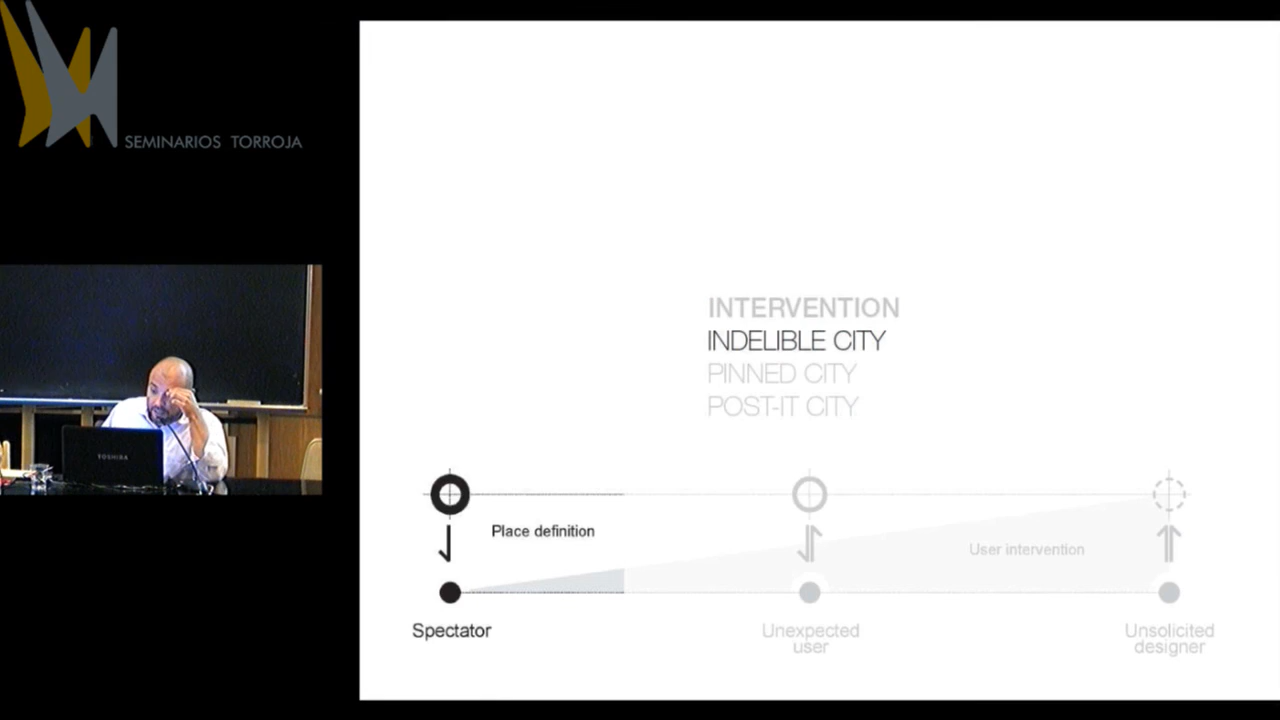 SEMINARIOS TORROJA
INTERVENTION
INDELIBLE CITY
PINNED CITY
POST-IT CITY
Place definition
User intervention
Spectator
Unexpected
user
Unsolicited
designer
TOSHIBA